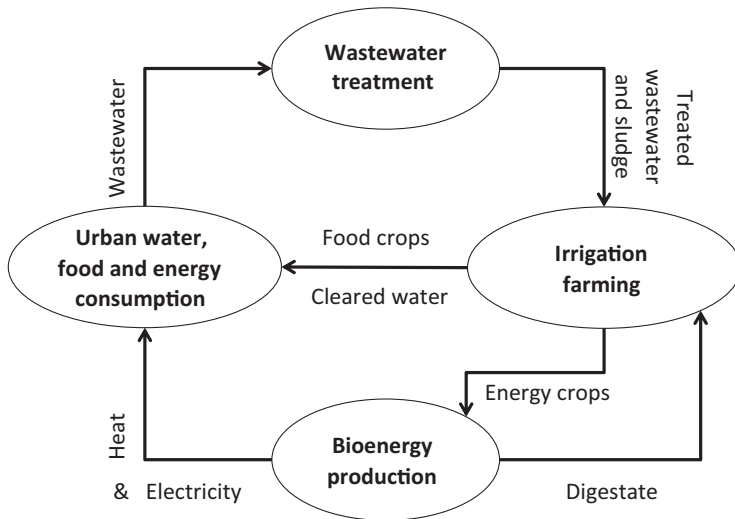 Wastewater
treatment
Wastewater
Treated
wastewater
and sludge
Urban water,
food and energy
consumption
Food crops
Cleared water
Irrigation
farming
Energy crops
Bioenergy
production
Heat
& Electricity
Digestate